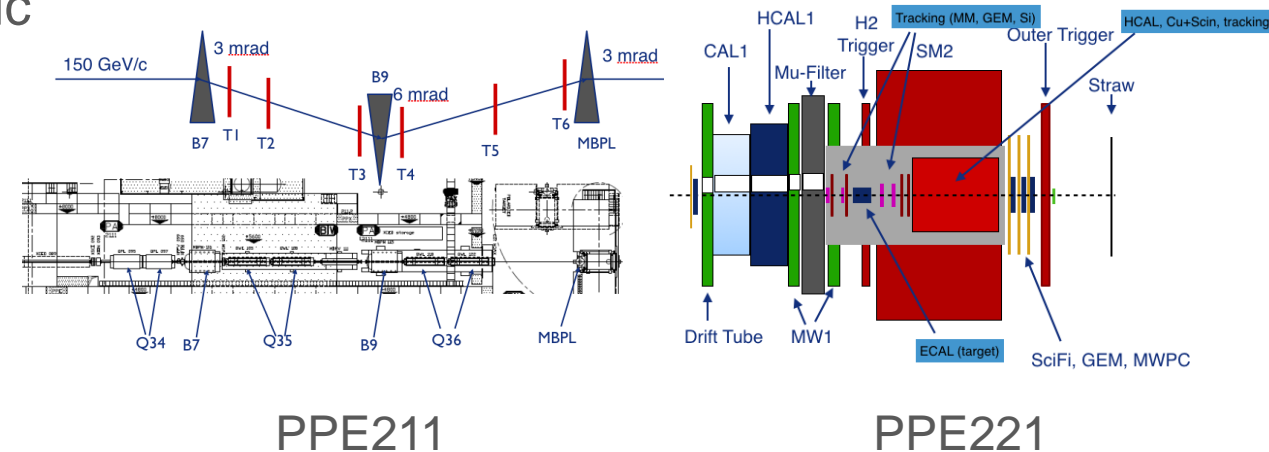 150 GeV/c
3 mrad
B9
6 mrad
3 mrad
B7
T1
T2
T3
T4
T5
T6
MBPL
Q34
B7
Q35
B9
Q36
MBPL
PPE211
HCAL1
H2
Trigger
Tracking (MM, GEM, Si)
HCAL, Cu+Scin, tracking
CAL1
Mu-Filter
SM2
Outer Trigger
Straw
Drift Tube
MW1
ECAL (target)
SciFi, GEM, MWPC
PPE221